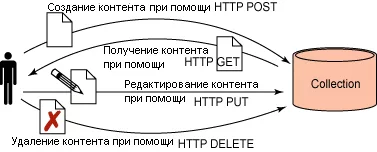 Создание контента при помощи HTTP POST
Получение контента
при помощи HTTP GET
Collection
Редактирование контента
при помощи HTTP PUT
Удаление контента при помощи HTTP DELETE